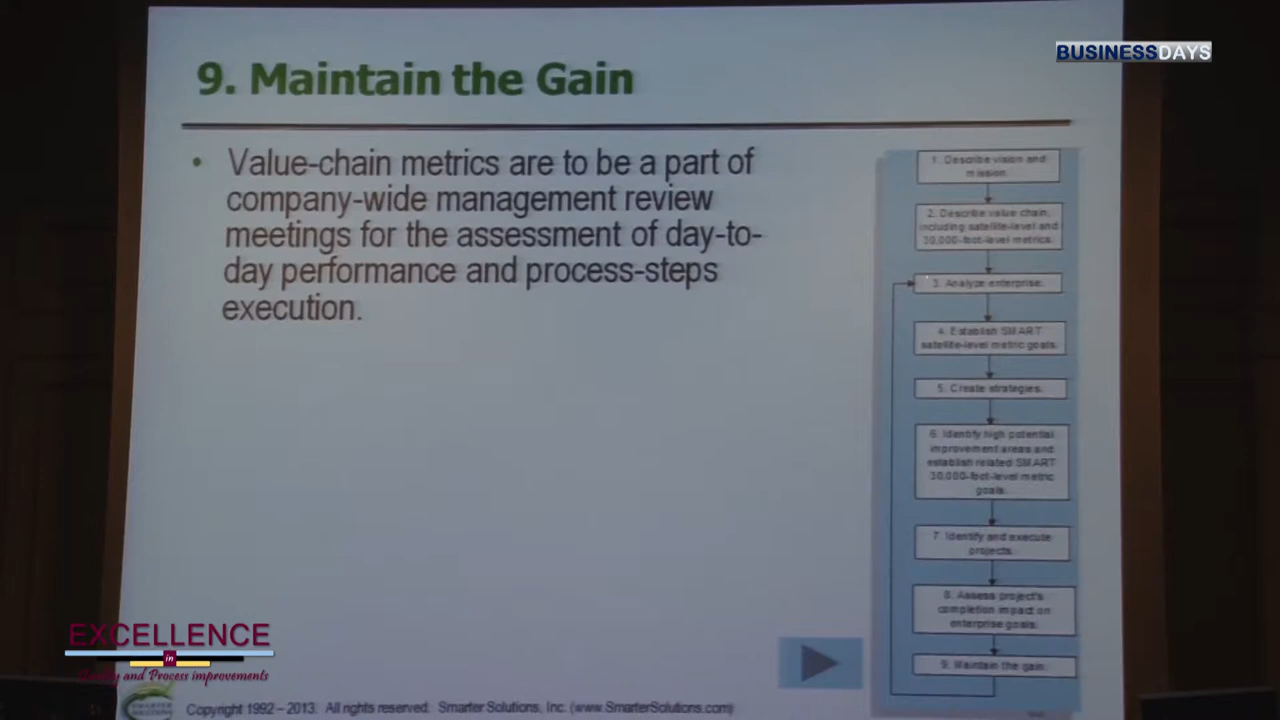 BUSINESSDAYS
9. Maintain the Gain
• Value-chain metrics are to be a part of
company-wide management review
meetings for the assessment of day-to-
day performance and process-steps
execution.
1. Describe vision and
mission.
2. Describe value chain,
including satellite-level and
30,000-foot-level metrics.
3. Analyze enterprise.
4. Establish SMART
satellite-level metric goals.
5. Create strategies.
6. Identify high potential
improvement areas and
establish related SMART
30,000-foot-level metric
goals.
7. Identify and execute
projects.
8. Assess project's
completion impact on
enterprise goals.
9. Maintain the gain.
EXCELLENCE
in
Quality and Process improvements
SMARTER
SOLUTIONS
Copyright 1992 – 2013. All rights reserved. Smarter Solutions, Inc. (www.SmarterSolutions.com)